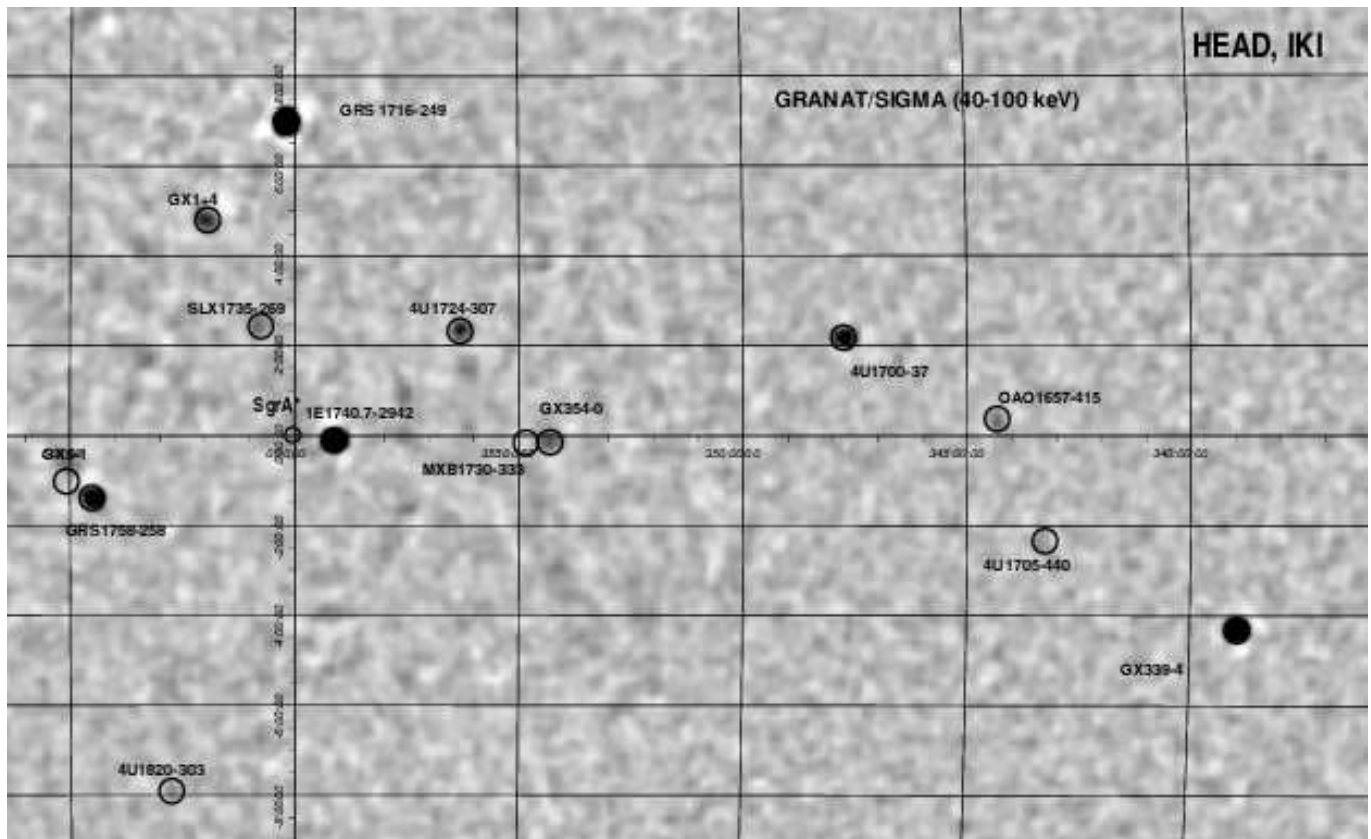 HEAD, IKI
GRANAT/SIGMA (40-100 keV)
GRS 1716-249
GX1+4
SLX1735-269
4U1724-307
4U1700-37
SgrA*
1E1740.7-2942
GX354-0
OAO1657-415
MXB1730-333
GRS1758-258
4U1705-440
GX339-4
4U1820-303